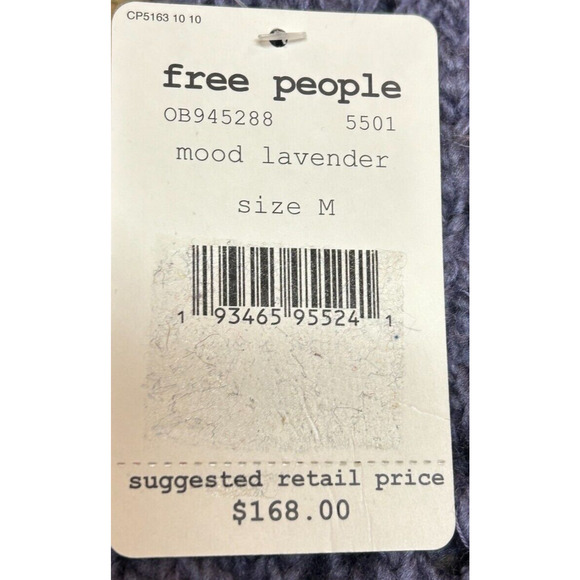 CP5163 10 10
free people
OB945288 5501
mood lavender
size M
1 93465 95524 1
suggested retail price
$168.00